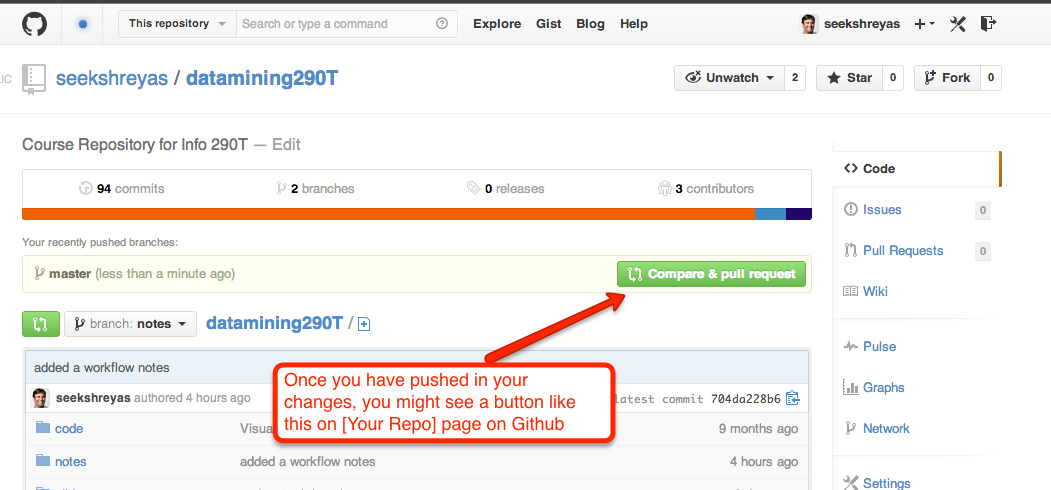 This repository Search or type a command Explore Gist Blog Help seekshreyas
seekshreyas / datamining290T Unwatch 2 Star 0 Fork 0
Course Repository for Info 290T — Edit
94 commits 2 branches 0 releases 3 contributors
Your recently pushed branches:
master (less than a minute ago) Compare & pull request
branch: notes datamining290T /
added a workflow notes
seekshreyas authored 4 hours ago latest commit 704da228b6
Once you have pushed in your
changes, you might see a button like
this on [Your Repo] page on Github
code 9 months ago
notes added a workflow notes 4 hours ago
Code
Issues 0
Pull Requests 0
Wiki
Pulse
Graphs
Network
Settings